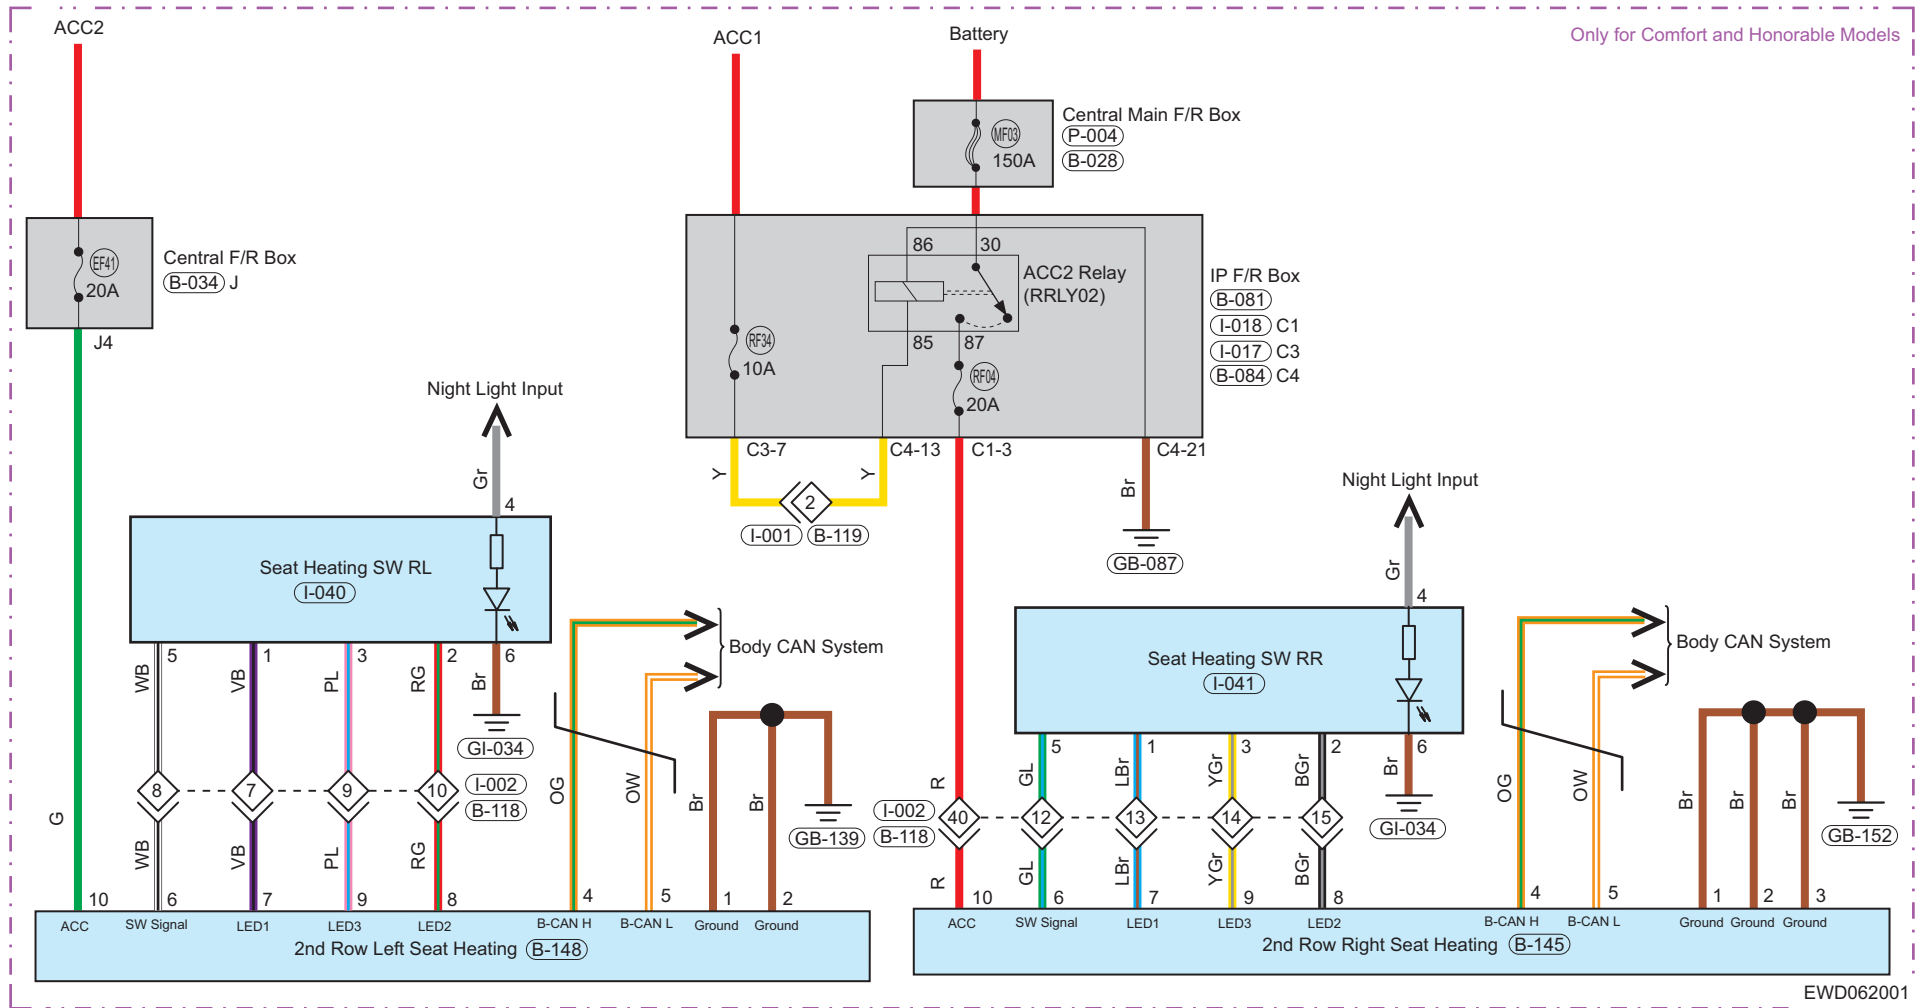 ACC2
ACC1
Battery
Only for Comfort and Honorable Models
MF03
150A
Central Main F/R Box
P-004
B-028
EF41
20A
Central F/R Box
B-034 J
J4
86
30
ACC2 Relay
(RRLY02)
85
87
RF34
10A
RF04
20A
IP F/R Box
B-081
I-018 C1
I-017 C3
B-084 C4
C3-7
C4-13
C1-3
C4-21
Y
Y
Br
2
I-001
B-119
GB-087
Night Light Input
Gr
4
Seat Heating SW RL
I-040
5
1
3
2
6
WB
VB
PL
RG
Br
GI-034
8
7
9
10
I-002
B-118
WB
VB
PL
RG
G
OG
OW
Br
Br
Body CAN System
GB-139
10
6
7
9
8
4
5
1
2
ACC
SW Signal
LED1
LED3
LED2
B-CAN H
B-CAN L
Ground
Ground
2nd Row Left Seat Heating B-148
Night Light Input
Gr
4
Seat Heating SW RR
I-041
5
1
3
2
6
R
GL
LBr
YGr
BGr
Br
GI-034
I-002
B-118
40
12
13
14
15
R
GL
LBr
YGr
BGr
OG
OW
Br
Br
Br
Body CAN System
GB-152
10
6
7
9
8
4
5
1
2
3
ACC
SW Signal
LED1
LED3
LED2
B-CAN H
B-CAN L
Ground
Ground
Ground
2nd Row Right Seat Heating B-145
EWD062001